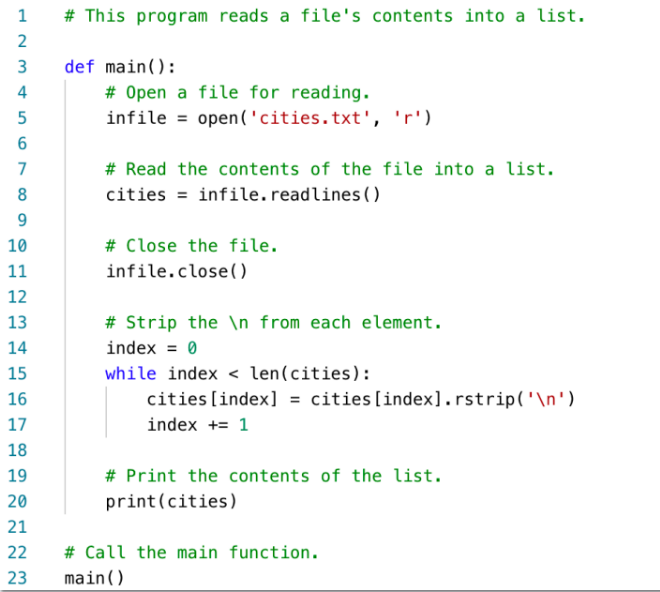 1 # This program reads a file's contents into a list.
2
3 def main():
4     # Open a file for reading.
5     infile = open('cities.txt', 'r')
6
7     # Read the contents of the file into a list.
8     cities = infile.readlines()
9
10     # Close the file.
11     infile.close()
12
13     # Strip the \n from each element.
14     index = 0
15     while index < len(cities):
16         cities[index] = cities[index].rstrip('\n')
17         index += 1
18
19     # Print the contents of the list.
20     print(cities)
21
22 # Call the main function.
23 main()